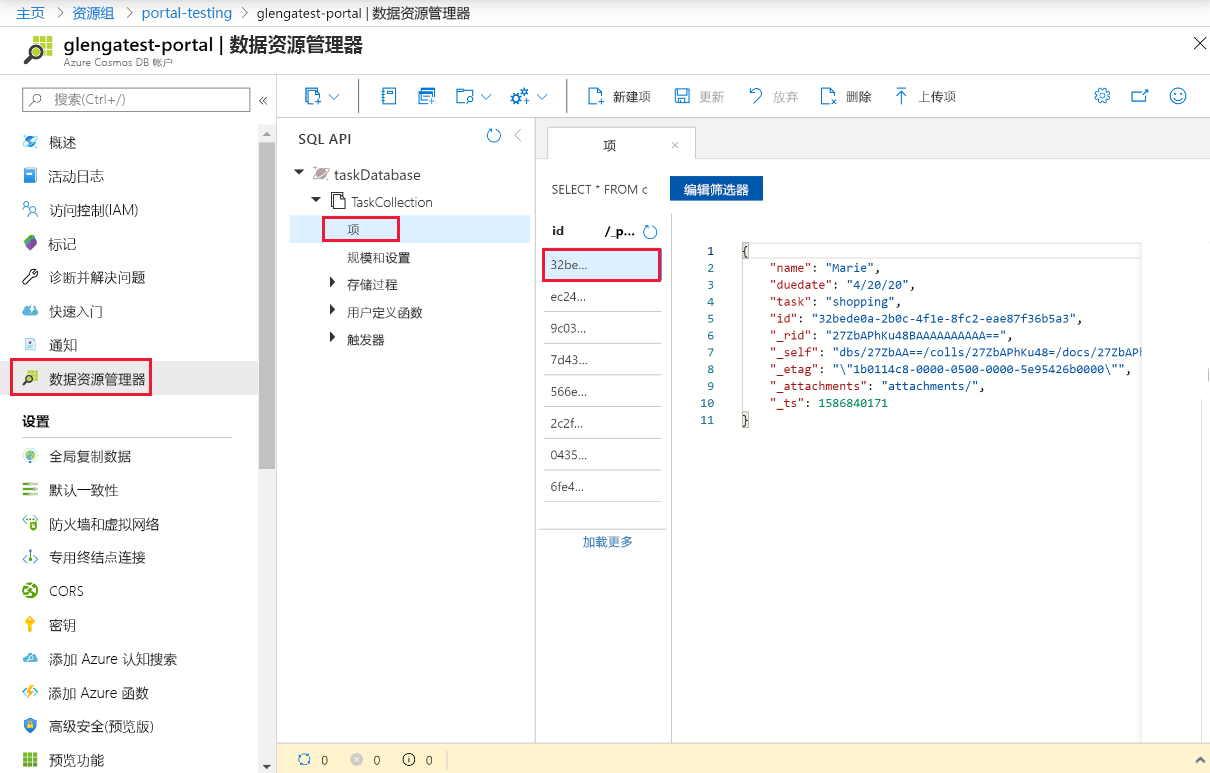 主页 > 资源组 > portal-testing > glengatest-portal | 数据资源管理器
glengatest-portal | 数据资源管理器
Azure Cosmos DB 帐户
搜索(Ctrl+/)
«
概述
活动日志
访问控制(IAM)
标记
诊断并解决问题
快速入门
通知
数据资源管理器
设置
全局复制数据
默认一致性
防火墙和虚拟网络
专用终结点连接
CORS
密钥
添加 Azure 认知搜索
添加 Azure 函数
高级安全(预览版)
预览功能
新建项 更新 放弃 删除 上传项
SQL API
taskDatabase
TaskCollection
项
规模和设置
存储过程
用户定义函数
触发器
项
SELECT * FROM c 编辑筛选器
id /_p...
32be...
ec24...
9c03...
7d43...
566e...
2c2f...
0435...
6fe4...
加载更多
1 {
2 "name": "Marie",
3 "duedate": "4/20/20",
4 "task": "shopping",
5 "id": "32bede0a-2b0c-4f1e-8fc2-eae87f36b5a3",
6 "_rid": "27ZbAPhKu48BAAAAAAAAAA==",
7 "_self": "dbs/27ZbAA==/colls/27ZbAPhKu48=/docs/27ZbAPh
8 "_etag": "\"1b0114c8-0000-0500-0000-5e95426b0000\"",
9 "_attachments": "attachments/",
10 "_ts": 1586840171
11 }
0 0 0